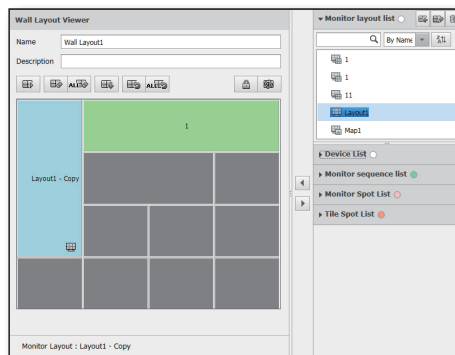 Wall Layout Viewer
Name
Wall Layout1
Description
ALL
ALL
1
Layout1 - Copy
Monitor Layout : Layout1 - Copy
Monitor layout list
By Name
1
1
11
Layout1
Map1
Device List
Monitor sequence list
Monitor Spot List
Tile Spot List